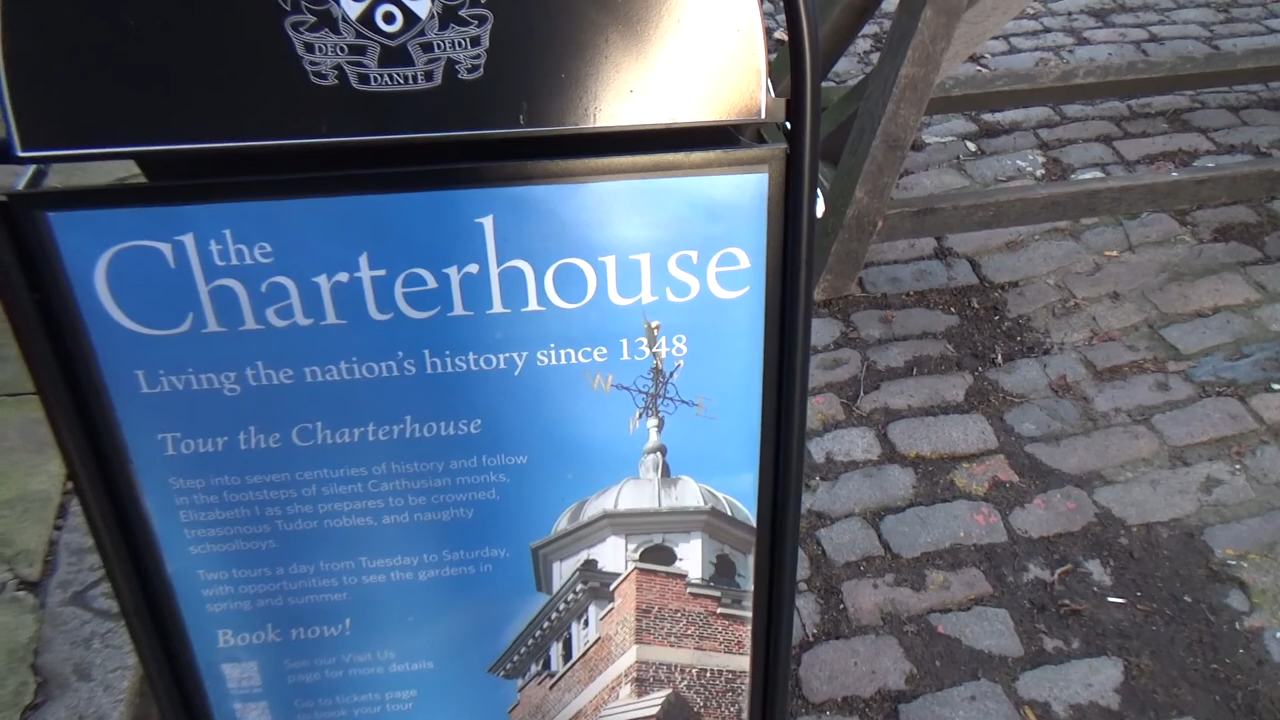 DEO DANTE DEDI
the
Charterhouse
Living the nation's history since 1348
W E
Tour the Charterhouse
Step into seven centuries of history and follow
in the footsteps of silent Carthusian monks,
Elizabeth I as she prepares to be crowned,
treasonous Tudor nobles, and naughty
schoolboys.
Two tours a day from Tuesday to Saturday,
with opportunities to see the gardens in
spring and summer.
Book now!
See our Visit Us
page for more details
Go to tickets page
to book your tour